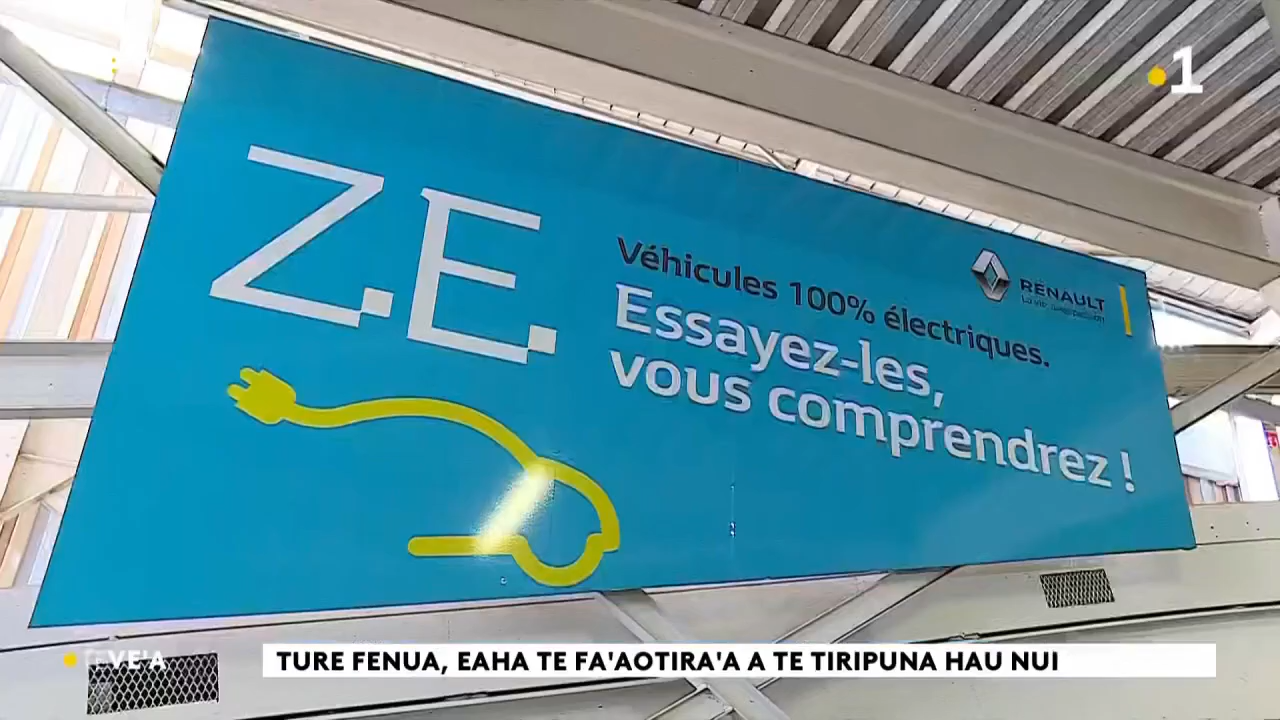 1
Z.E.
Véhicules 100% électriques.
Essayez-les,
vous comprendrez !
RENAULT
VE'A
TURE FENUA, EAHA TE FA'AOTIRA'A A TE TIRIPUNA HAU NUI